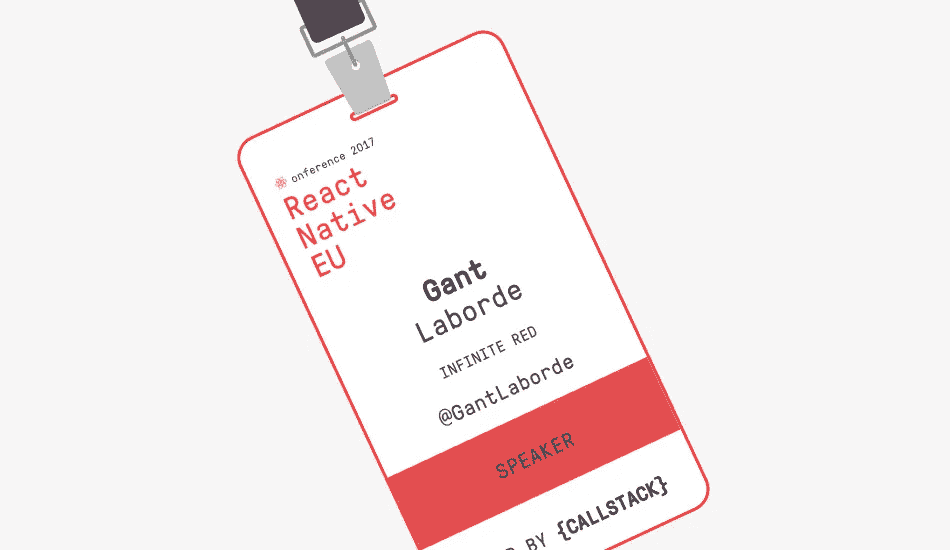 onference 2017
React
Native
EU
Gant
Laborde
INFINITE RED
@GantLaborde
SPEAKER
BY {CALLSTACK}